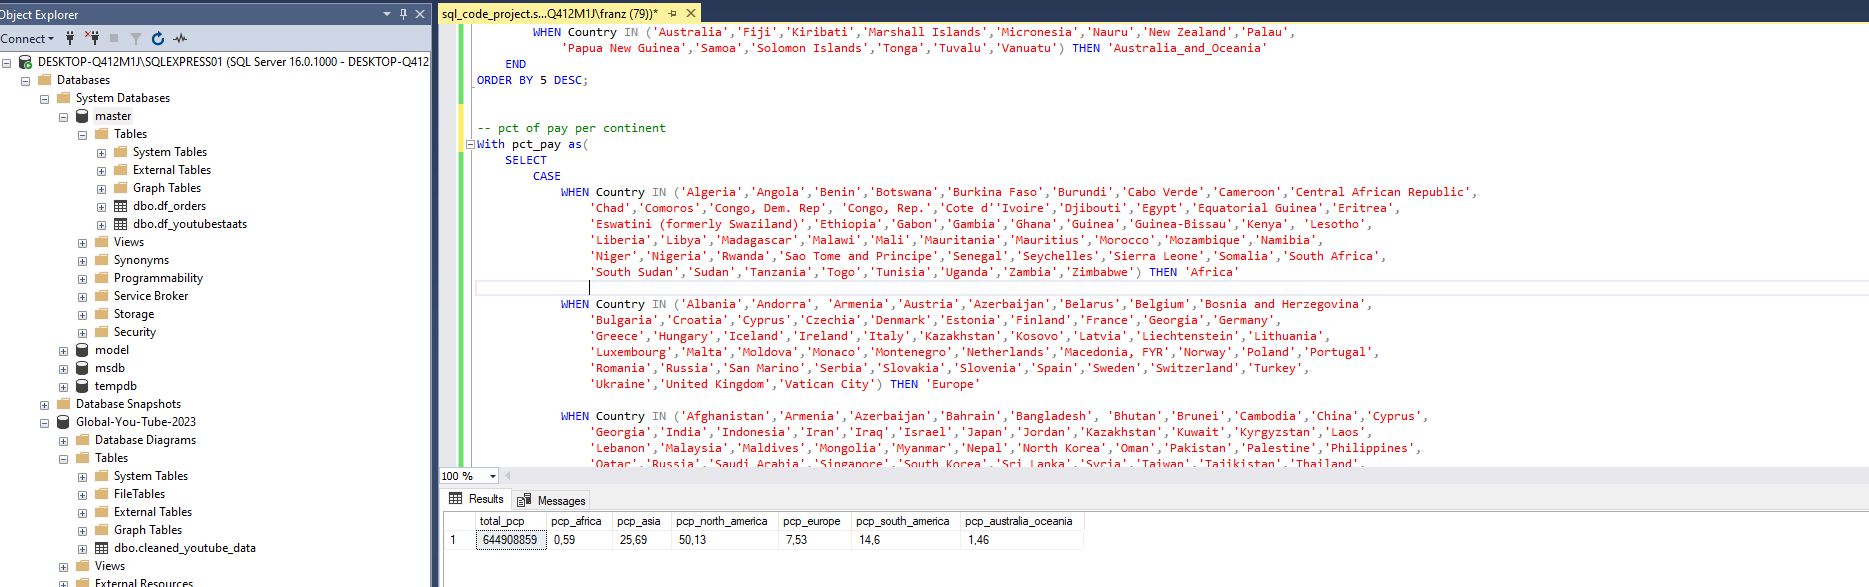 Object Explorer
Connect
DESKTOP-Q412M1J\SQLEXPRESS01 (SQL Server 16.0.1000 - DESKTOP-Q412
Databases
System Databases
master
Tables
System Tables
External Tables
Graph Tables
dbo.df_orders
dbo.df_youtubestaats
Views
Synonyms
Programmability
Service Broker
Storage
Security
model
msdb
tempdb
Database Snapshots
Global-You-Tube-2023
Database Diagrams
Tables
System Tables
FileTables
External Tables
Graph Tables
dbo.cleaned_youtube_data
Views
External Resources
sql_code_project.s...Q412M1J\franz (79))*
WHEN Country IN ('Australia','Fiji','Kiribati','Marshall Islands','Micronesia','Nauru','New Zealand','Palau',
'Papua New Guinea','Samoa','Solomon Islands','Tonga','Tuvalu','Vanuatu') THEN 'Australia_and_Oceania'
END
ORDER BY 5 DESC;
-- pct of pay per continent
With pct_pay as(
SELECT
CASE
WHEN Country IN ('Algeria','Angola','Benin','Botswana','Burkina Faso','Burundi','Cabo Verde','Cameroon','Central African Republic',
'Chad','Comoros','Congo, Dem. Rep', 'Congo, Rep.','Cote d''Ivoire','Djibouti','Egypt','Equatorial Guinea','Eritrea',
'Eswatini (formerly Swaziland)','Ethiopia','Gabon','Gambia','Ghana','Guinea','Guinea-Bissau','Kenya', 'Lesotho',
'Liberia','Libya','Madagascar','Malawi','Mali','Mauritania','Mauritius','Morocco','Mozambique','Namibia',
'Niger','Nigeria','Rwanda','Sao Tome and Principe','Senegal','Seychelles','Sierra Leone','Somalia','South Africa',
'South Sudan','Sudan','Tanzania','Togo','Tunisia','Uganda','Zambia','Zimbabwe') THEN 'Africa'
WHEN Country IN ('Albania','Andorra', 'Armenia','Austria','Azerbaijan','Belarus','Belgium','Bosnia and Herzegovina',
'Bulgaria','Croatia','Cyprus','Czechia','Denmark','Estonia','Finland','France','Georgia','Germany',
'Greece','Hungary','Iceland','Ireland','Italy','Kazakhstan','Kosovo','Latvia','Liechtenstein','Lithuania',
'Luxembourg','Malta','Moldova','Monaco','Montenegro','Netherlands','Macedonia, FYR','Norway','Poland','Portugal',
'Romania','Russia','San Marino','Serbia','Slovakia','Slovenia','Spain','Sweden','Switzerland','Turkey',
'Ukraine','United Kingdom','Vatican City') THEN 'Europe'
WHEN Country IN ('Afghanistan','Armenia','Azerbaijan','Bahrain','Bangladesh', 'Bhutan','Brunei','Cambodia','China','Cyprus',
'Georgia','India','Indonesia','Iran','Iraq','Israel','Japan','Jordan','Kazakhstan','Kuwait','Kyrgyzstan','Laos',
'Lebanon','Malaysia','Maldives','Mongolia','Myanmar','Nepal','North Korea','Oman','Pakistan','Palestine','Philippines',
'Qatar','Russia','Saudi Arabia','Singapore','South Korea','Sri Lanka','Syria','Taiwan','Tajikistan','Thailand',
100 %
Results
Messages
total_pcp pcp_africa pcp_asia pcp_north_america pcp_europe pcp_south_america pcp_australia_oceania
1 644908859 0,59 25,69 50,13 7,53 14,6 1,46